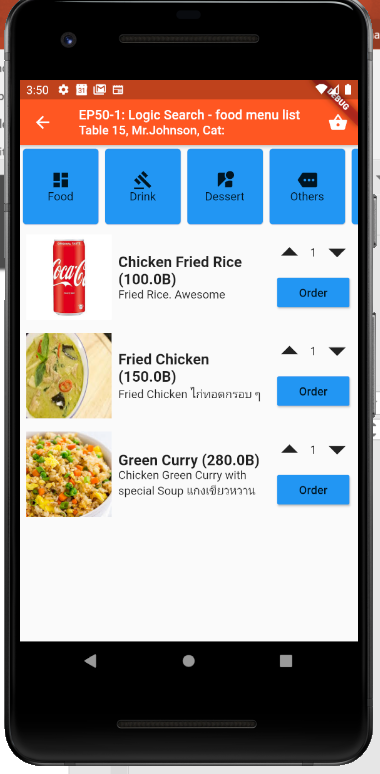 3:50
31
DEBUG
EP50-1: Logic Search - food menu list
Table 15, Mr.Johnson, Cat:
Food
Drink
Dessert
Others
Coca-Co
Chicken Fried Rice
(100.0B)
Fried Rice. Awesome
1
Order
Fried Chicken
(150.0B)
Fried Chicken ไก่ทอดกรอบ ๆ
1
Order
Green Curry (280.0B)
Chicken Green Curry with
special Soup แกงเขียวหวาน
1
Order